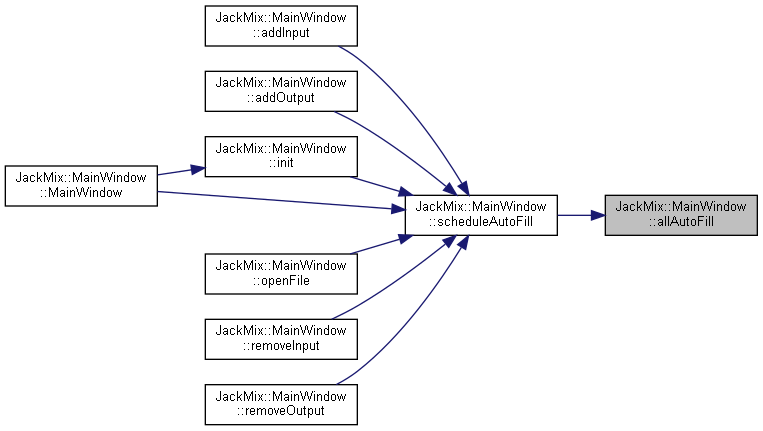 JackMix::MainWindow
::addInput
JackMix::MainWindow
::addOutput
JackMix::MainWindow
::init
JackMix::MainWindow
::MainWindow
JackMix::MainWindow
::scheduleAutoFill
JackMix::MainWindow
::allAutoFill
JackMix::MainWindow
::openFile
JackMix::MainWindow
::removeInput
JackMix::MainWindow
::removeOutput